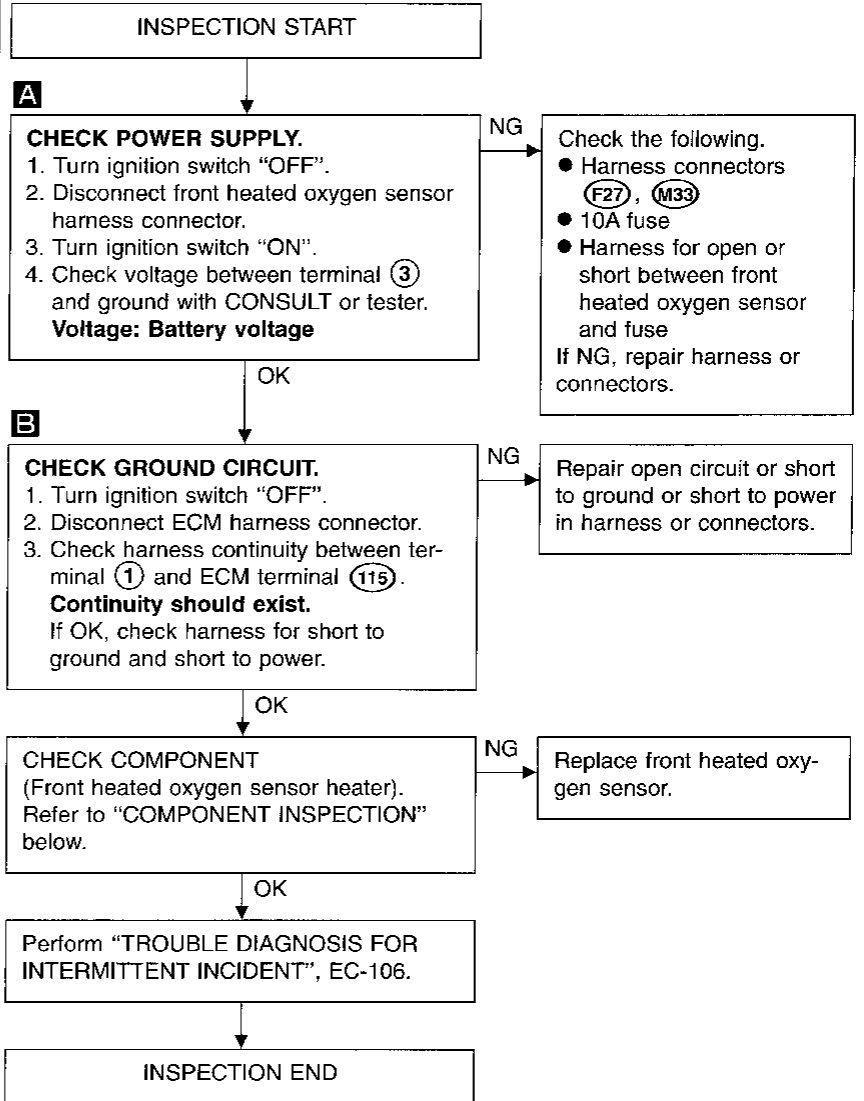 INSPECTION START
A
CHECK POWER SUPPLY.
1. Turn ignition switch “OFF”.
2. Disconnect front heated oxygen sensor
harness connector.
3. Turn ignition switch “ON”.
4. Check voltage between terminal ③
and ground with CONSULT or tester.
Voltage: Battery voltage
NG
Check the following.
● Harness connectors
F27, M33
● 10A fuse
● Harness for open or
short between front
heated oxygen sensor
and fuse
If NG, repair harness or
connectors.
OK
B
CHECK GROUND CIRCUIT.
1. Turn ignition switch “OFF”.
2. Disconnect ECM harness connector.
3. Check harness continuity between ter-
minal ① and ECM terminal 115.
Continuity should exist.
If OK, check harness for short to
ground and short to power.
NG
Repair open circuit or short
to ground or short to power
in harness or connectors.
OK
CHECK COMPONENT
(Front heated oxygen sensor heater).
Refer to “COMPONENT INSPECTION”
below.
NG
Replace front heated oxy-
gen sensor.
OK
Perform “TROUBLE DIAGNOSIS FOR
INTERMITTENT INCIDENT”, EC-106.
INSPECTION END